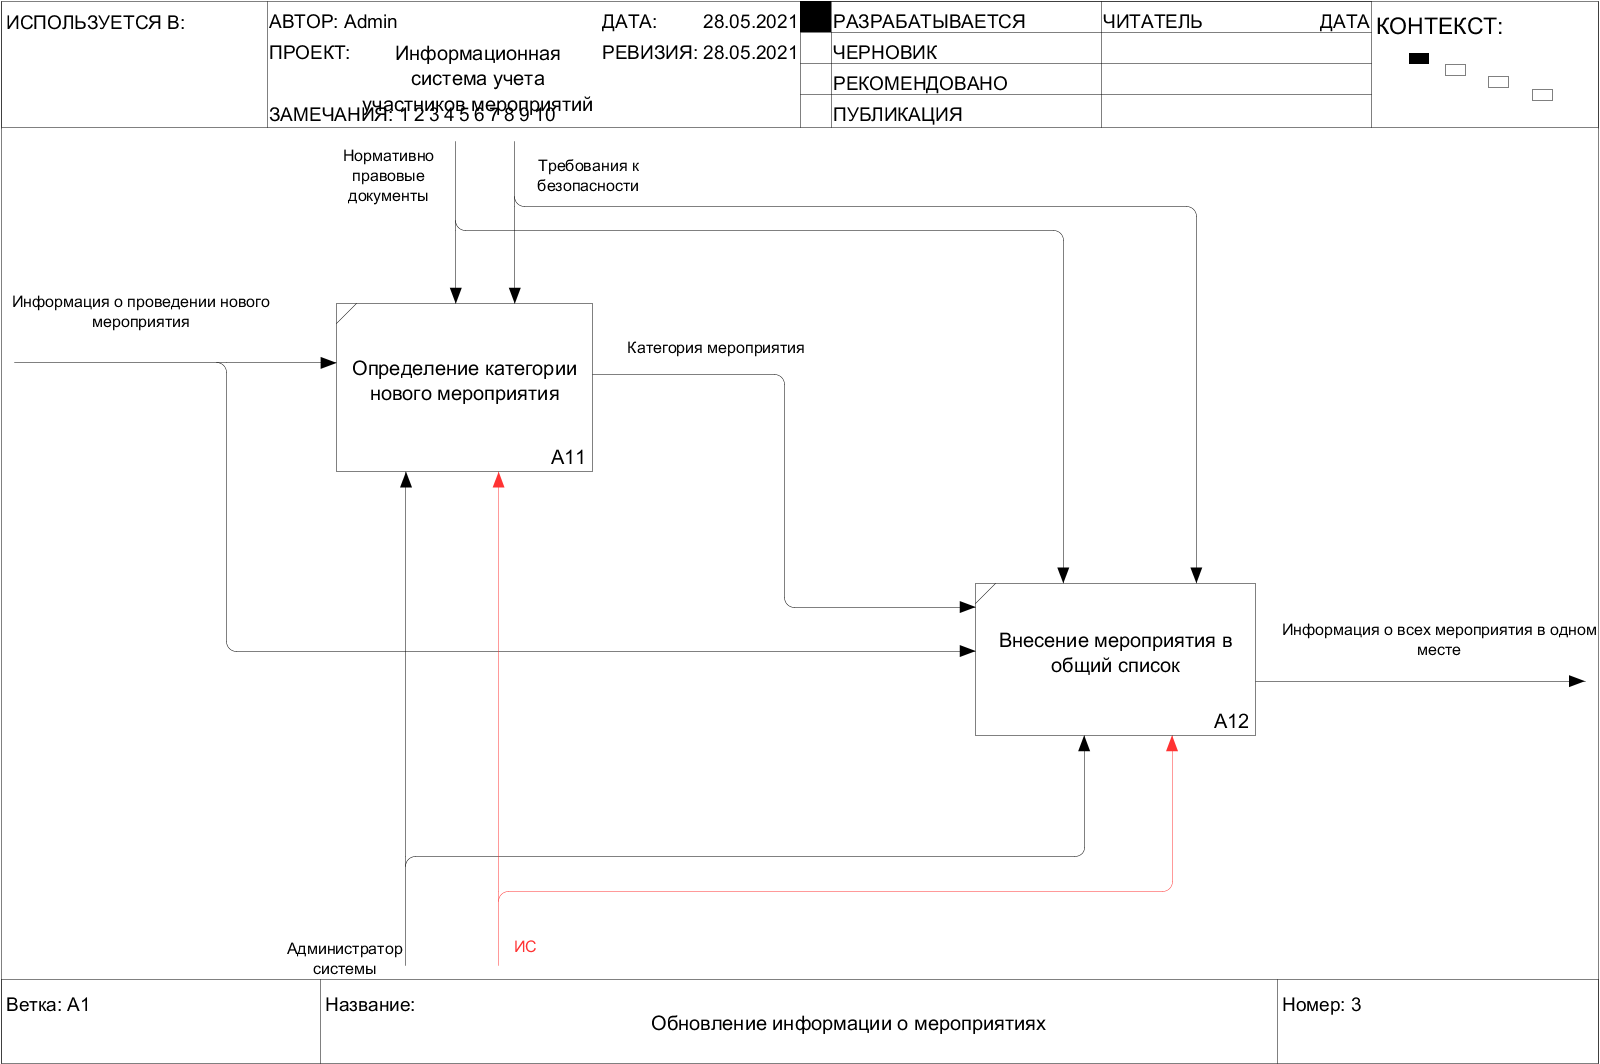 ИСПОЛЬЗУЕТСЯ В:
АВТОР: Admin
ДАТА: 28.05.2021
ПРОЕКТ:
Информационная
система учета
участников мероприятий
РЕВИЗИЯ: 28.05.2021
ЗАМЕЧАНИЯ: 1 2 3 4 5 6 7 8 9 10
РАЗРАБАТЫВАЕТСЯ
ЧЕРНОВИК
РЕКОМЕНДОВАНО
ПУБЛИКАЦИЯ
ЧИТАТЕЛЬ
ДАТА
КОНТЕКСТ:
Нормативно
правовые
документы
Требования к
безопасности
Информация о проведении нового
мероприятия
Определение категории
нового мероприятия
A11
Категория мероприятия
Внесение мероприятия в
общий список
A12
Информация о всех мероприятия в одном
месте
Администратор
системы
ИС
Ветка: A1
Название:
Обновление информации о мероприятиях
Номер: 3